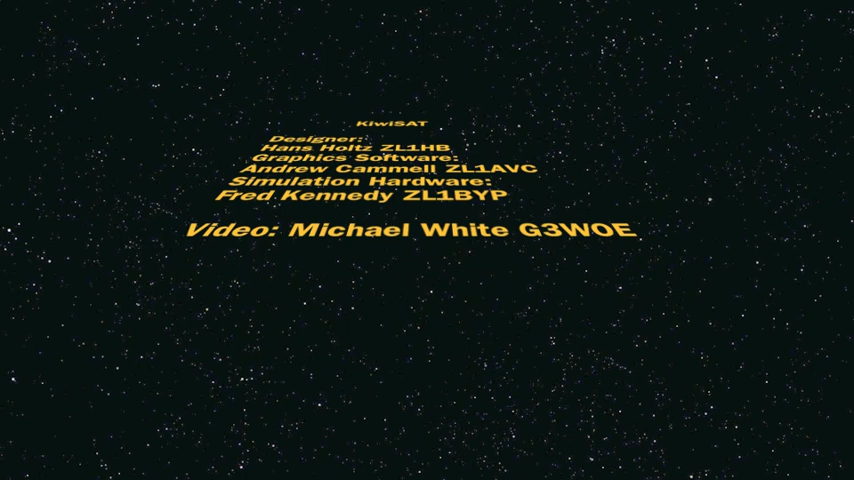 KiwiSAT
Designer:
Hans Holtz ZL1HB
Graphics Software:
Andrew Cammell ZL1AVC
Simulation Hardware:
Fred Kennedy ZL1BYP
Video: Michael White G3WOE